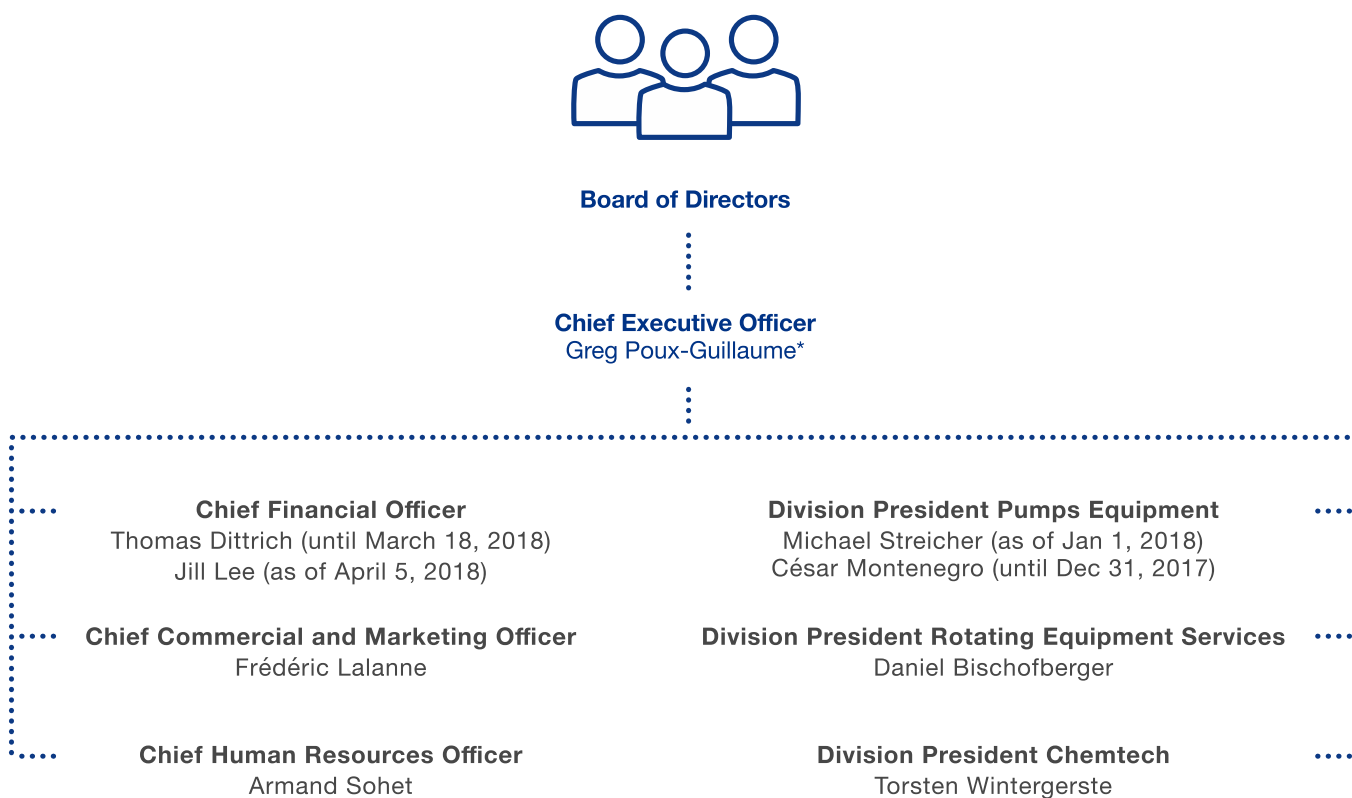 Board of Directors
Chief Executive Officer
Greg Poux-Guillaume*
Chief Financial Officer
Thomas Dittrich (until March 18, 2018)
Jill Lee (as of April 5, 2018)
Division President Pumps Equipment
Michael Streicher (as of Jan 1, 2018)
César Montenegro (until Dec 31, 2017)
Chief Commercial and Marketing Officer
Frédéric Lalanne
Division President Rotating Equipment Services
Daniel Bischofberger
Chief Human Resources Officer
Armand Sohet
Division President Chemtech
Torsten Wintergerste